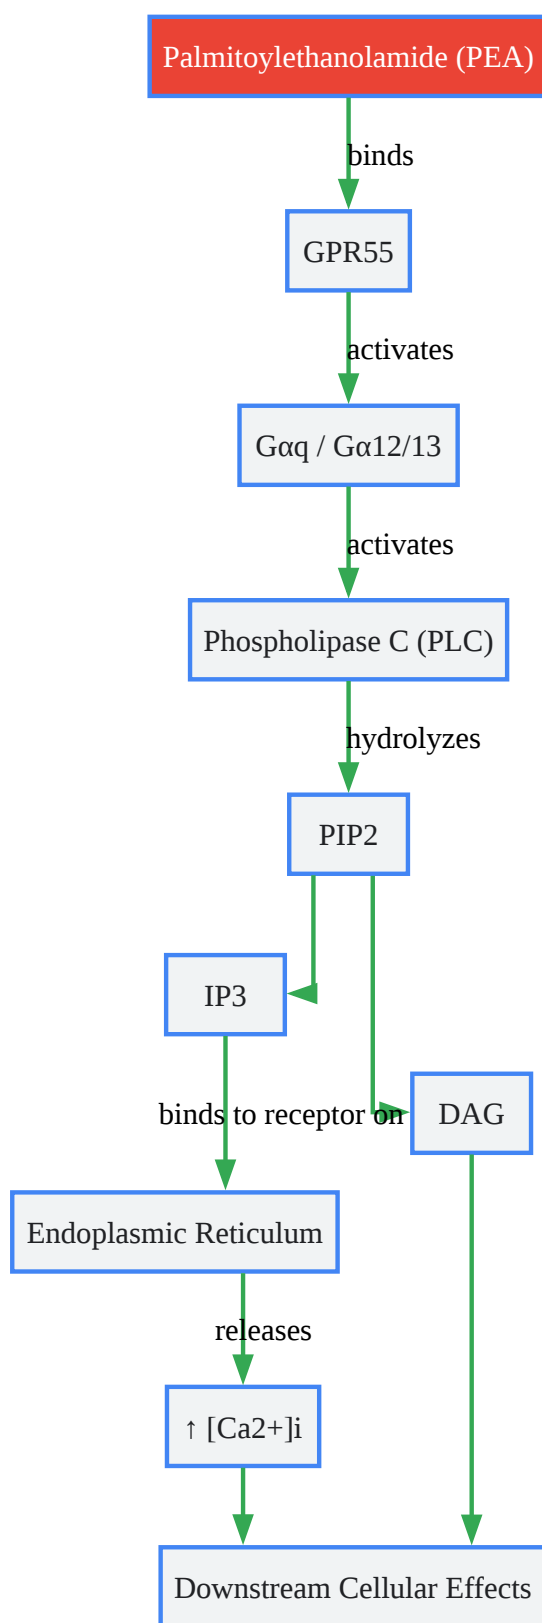 Palmitoylethanolamide (PEA)
binds
GPR55
activates
Gαq / Gα12/13
activates
Phospholipase C (PLC)
hydrolyzes
PIP2
IP3
binds to receptor on
DAG
Endoplasmic Reticulum
releases
↑ [Ca2+]i
Downstream Cellular Effects